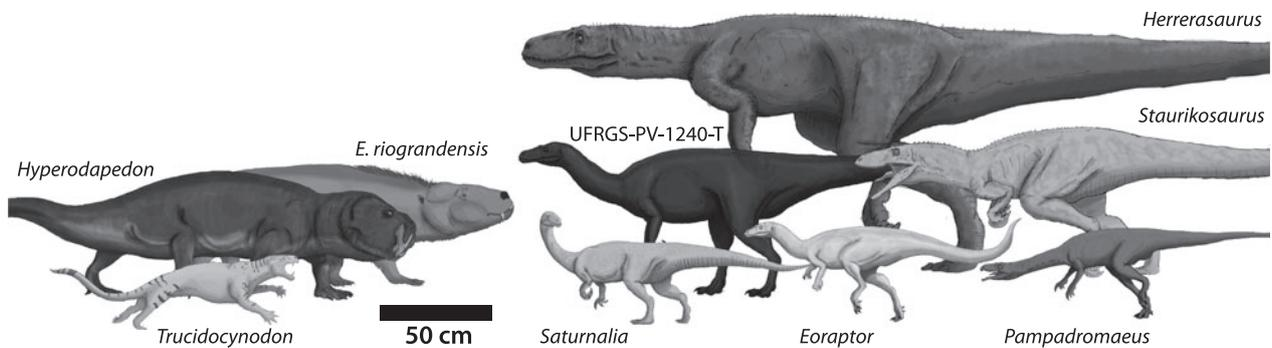 Herrerasaurus
Staurikosaurus
UFRGS-PV-1240-T
E. riograndensis
Hyperodapedon
50 cm
Trucidocynodon
Saturnalia
Eoraptor
Pampadromaeus